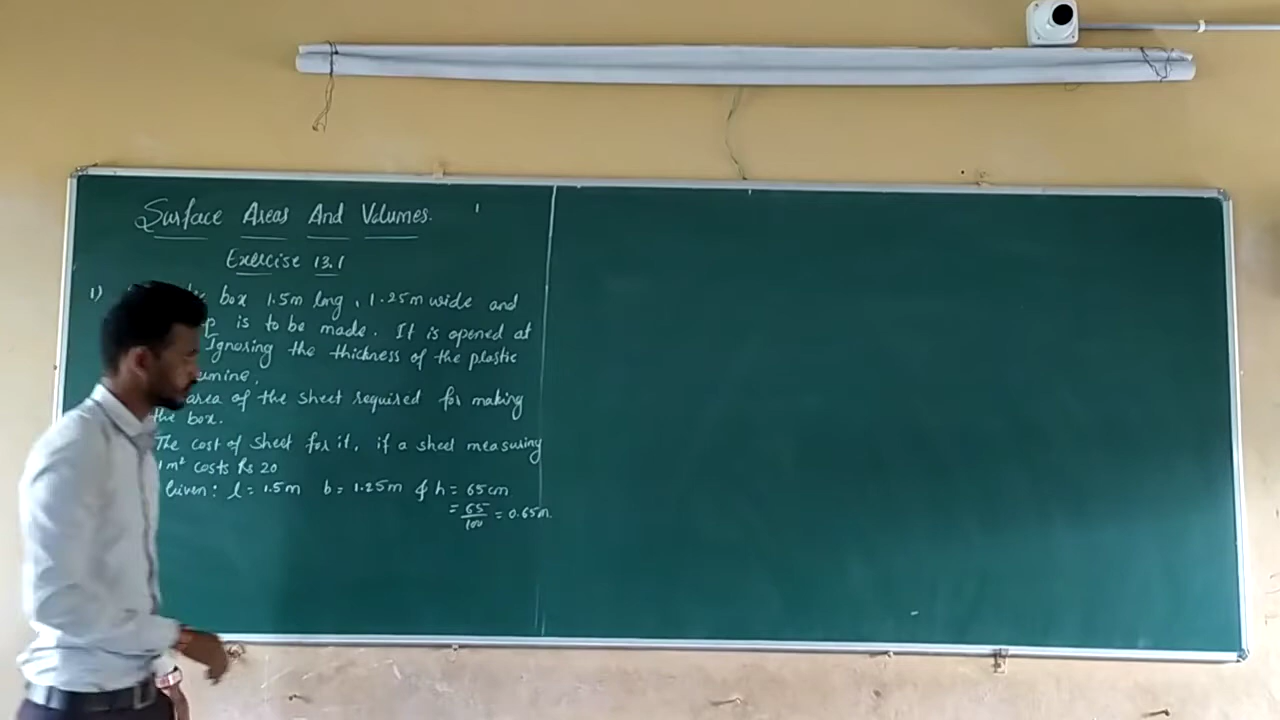 Surface Areas And Volumes. 1
Exercise 13.1
1) box 1.5m long, 1.25m wide and
is to be made. It is opened at
Ignoring the thickness of the plastic
area of the sheet required for making
the box.
The cost of sheet for it, if a sheet measuring
1m² costs Rs 20
Given: l = 1.5m b = 1.25m & h = 65cm
= 65/100 = 0.65m.